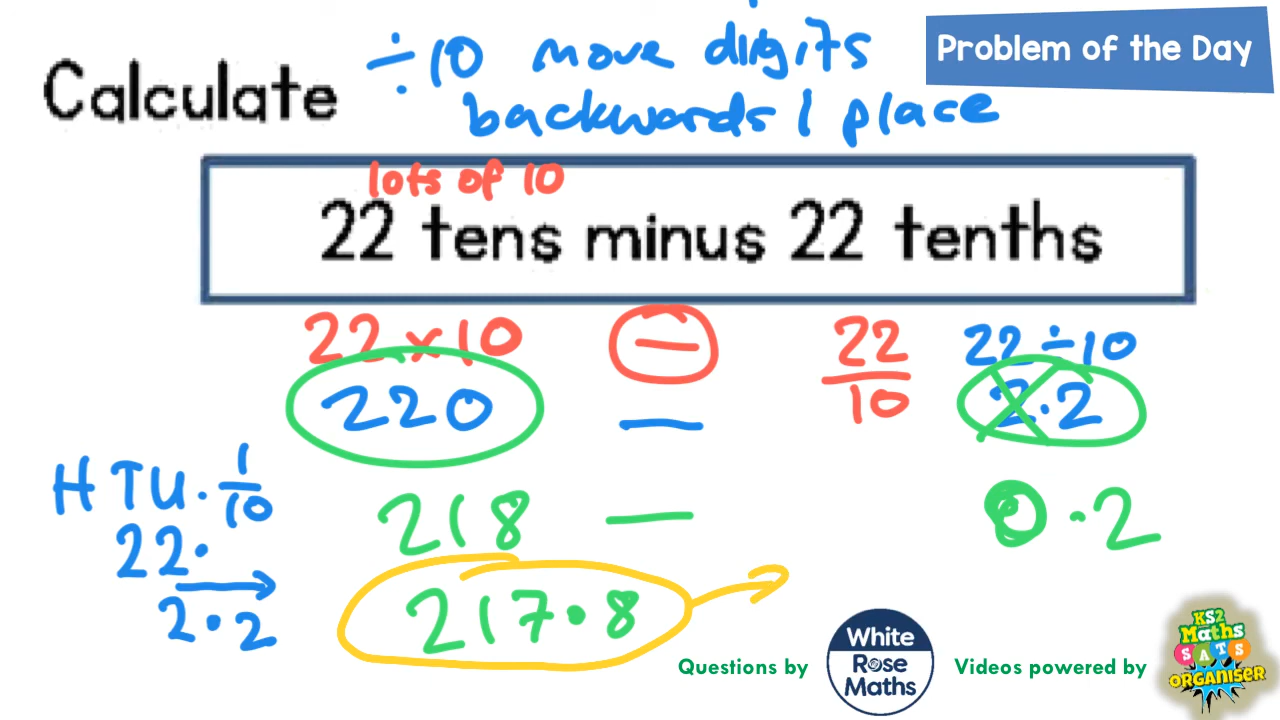 ÷10 move digits
Problem of the Day
Calculate
backwards 1 place
lots of 10
22 tens minus 22 tenths
22 x 10 − 22/10 22 ÷ 10
220 − 2.2
H T U . 1/10
22.
2.2
218 − 0.2
217.8
Questions by
White
Rose
Maths
Videos powered by
KS2
Maths
SATS
ORGANISER